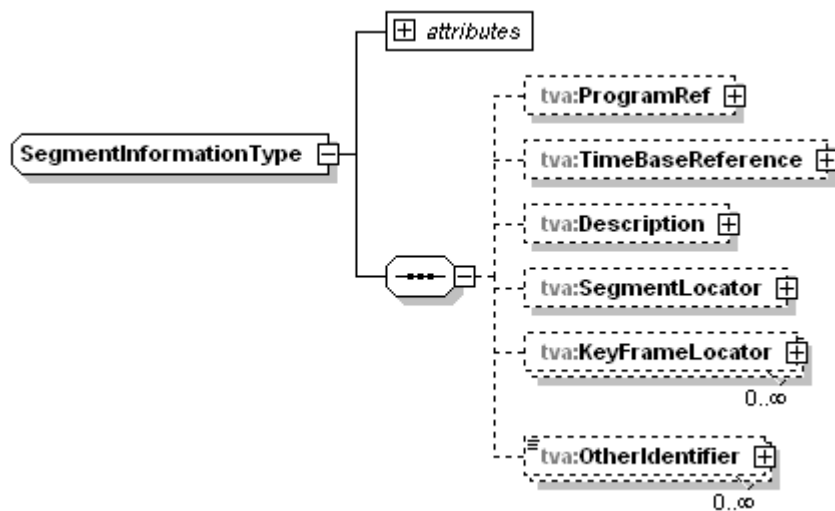 attributes
tva:ProgramRef
SegmentInformationType
tva:TimeBaseReference
tva:Description
tva:SegmentLocator
tva:KeyFrameLocator
0..∞
tva:OtherIdentifier
0..∞